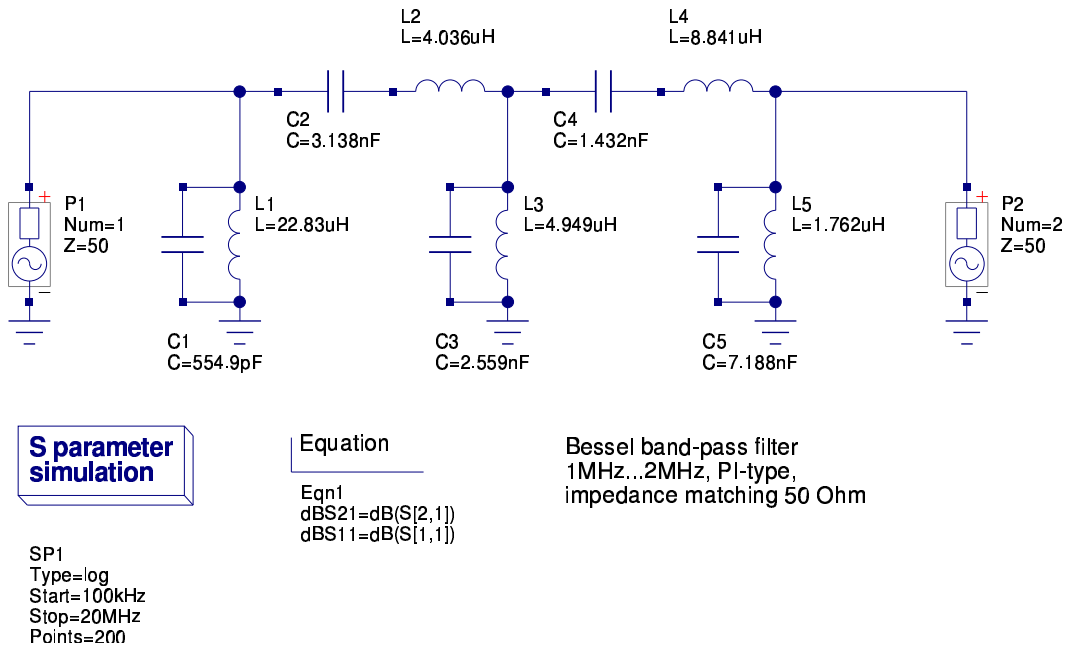 L2
L=4.036uH
L4
L=8.841uH
C2
C=3.138nF
C4
C=1.432nF
P1
Num=1
Z=50
L1
L=22.83uH
L3
L=4.949uH
L5
L=1.762uH
P2
Num=2
Z=50
C1
C=554.9pF
C3
C=2.559nF
C5
C=7.188nF
S parameter
simulation
Equation
Eqn1
dBS21=dB(S[2,1])
dBS11=dB(S[1,1])
Bessel band-pass filter
1MHz...2MHz, PI-type,
impedance matching 50 Ohm
SP1
Type=log
Start=100kHz
Stop=20MHz
Points=200